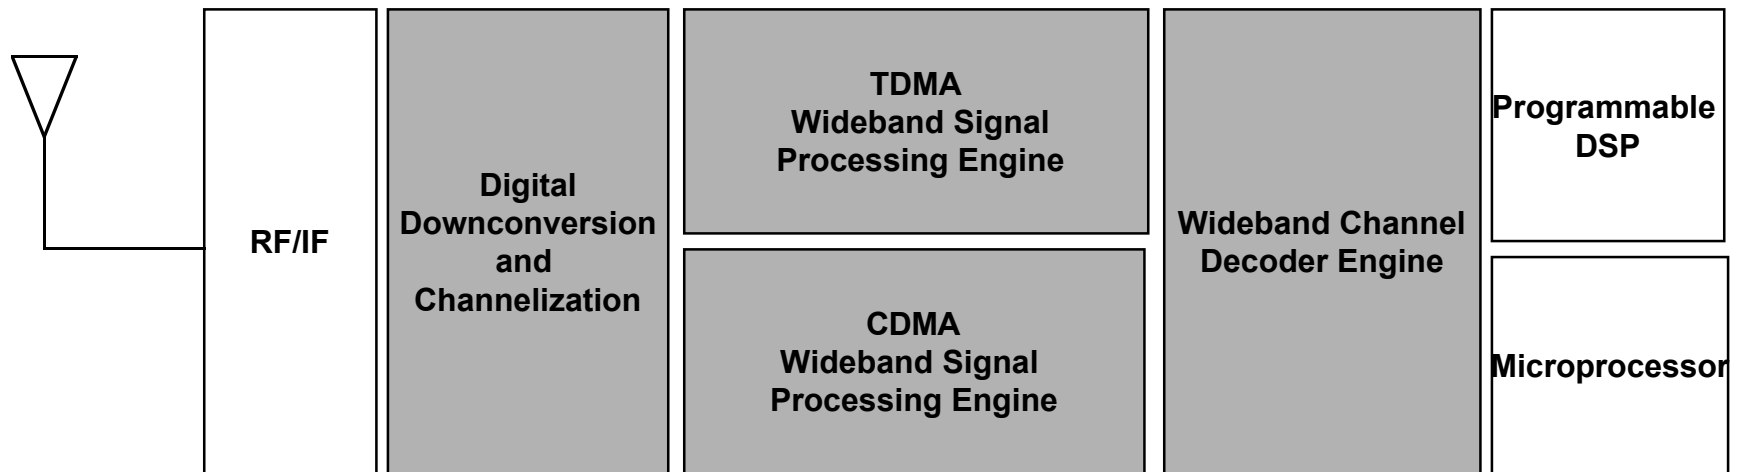 RF/IF
Digital
Downconversion
and
Channelization
TDMA
Wideband Signal
Processing Engine
CDMA
Wideband Signal
Processing Engine
Wideband Channel
Decoder Engine
Programmable
DSP
Microprocessor